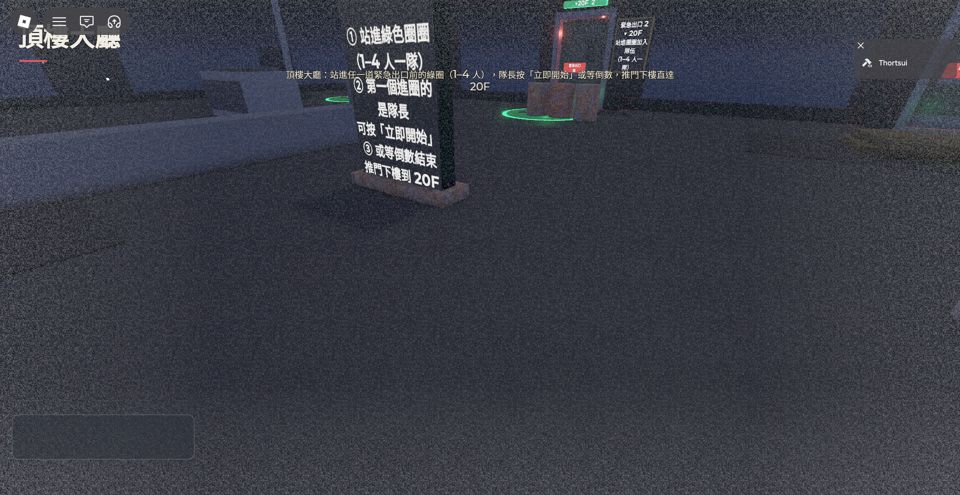 頂樓大廳
① 站進綠色圈圈
(1–4 人一隊)
② 第一個進圈的
是隊長
可按「立即開始」
③ 或等倒數結束
推門下樓到 20F
頂樓大廳：站進任一道緊急出口前的綠圈（1–4 人），隊長按「立即開始」或等倒數，推門下樓直達
20F
緊急出口 2
▼ 20F
站進圈圈加入
隊伍
(1–4 人一
隊)
Thortsui